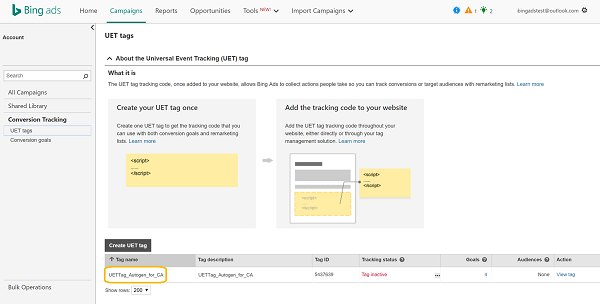 Bing ads
Home Campaigns Reports Opportunities Tools NEW! Import Campaigns 1 2 bingadstest@outlook.com
Account
UET tags
About the Universal Event Tracking (UET) tag
What it is
The UET tag tracking code, once added to your website, allows Bing Ads to collect actions people take so you can track conversions or target audiences with remarketing lists. Learn more
Search
All Campaigns
Shared Library
Conversion Tracking
UET tags
Conversion goals
Bulk Operations
Create your UET tag once
Create one UET tag to get the tracking code that you
can use with both conversion goals and remarketing
lists. Learn more
<script>
.......
</script>
Add the tracking code to your website
Add the UET tag tracking code throughout your
website, either directly or through your tag
management solution. Learn more
<script>
</script>
<script>
</script>
Create UET tag
Tag name Tag description Tag ID Tracking status Goals Audiences Action
UETTag_Autogen_for_CA UETTag_Autogen_for_CA Tag inactive ... 4 None View tag
Show rows: 200